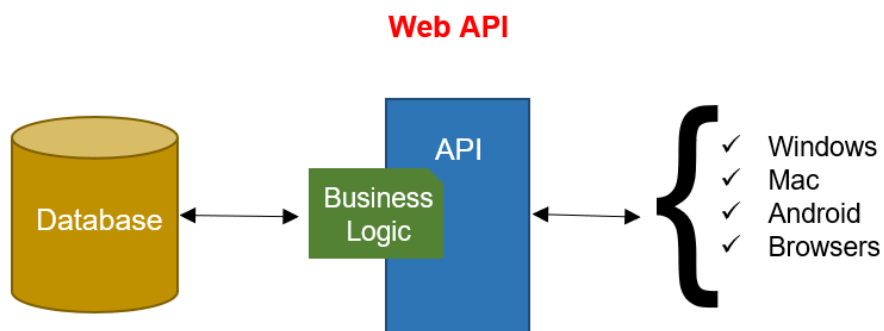 Web API
Database
Business
Logic
API
✓ Windows
✓ Mac
✓ Android
✓ Browsers